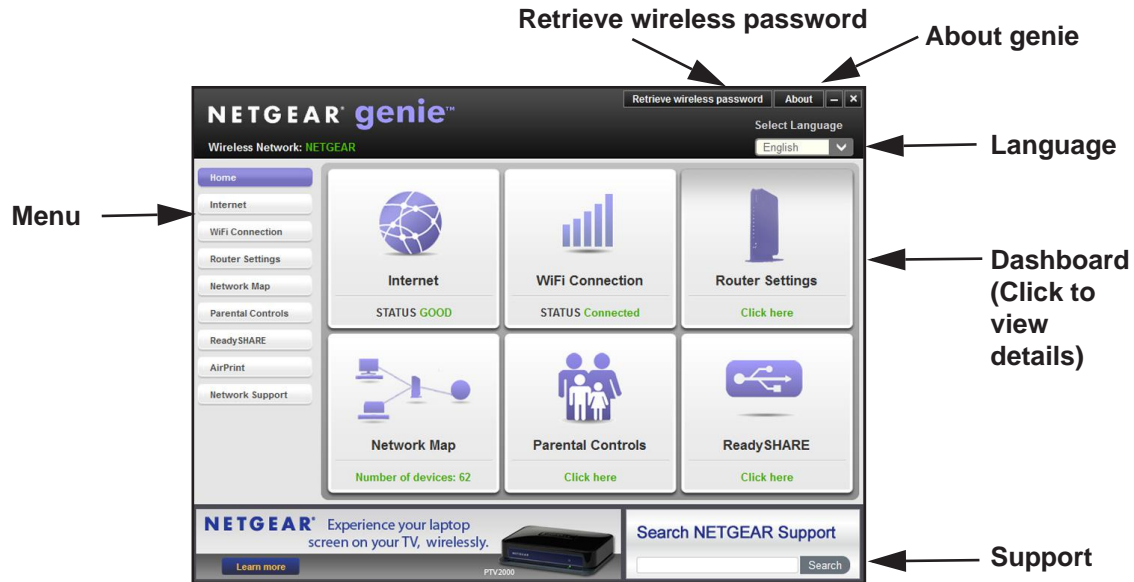 Retrieve wireless password
About genie
Retrieve wireless password
About
NETGEAR® genie™
Select Language
Wireless Network: NETGEAR
English
Language
Menu
Home
Internet
WiFi Connection
Router Settings
Network Map
Parental Controls
ReadySHARE
AirPrint
Network Support
Internet
STATUS GOOD
WiFi Connection
STATUS Connected
Router Settings
Click here
Dashboard
(Click to
view
details)
Network Map
Number of devices: 62
Parental Controls
Click here
ReadySHARE
Click here
NETGEAR®
Experience your laptop
screen on your TV, wirelessly.
Learn more
NETGEAR
PTV2000
Search NETGEAR Support
Search
Support